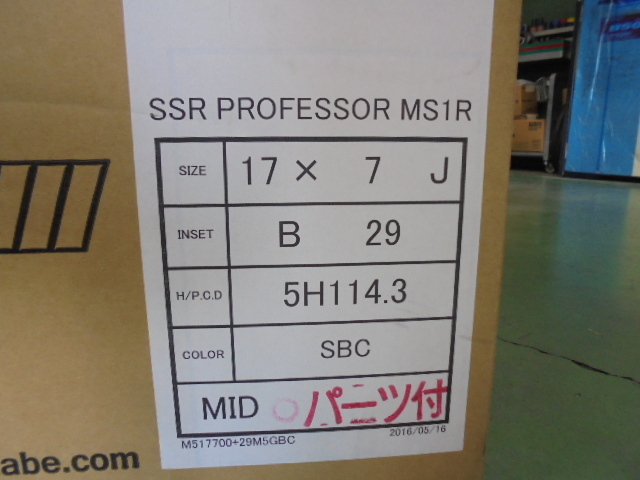 SSR PROFESSOR MS1R
SIZE 17 × 7 J
INSET B 29
H/P.C.D 5H114.3
COLOR SBC
MID ○パーツ付
M517700+29M5GBC 2016/05/16
abe.com